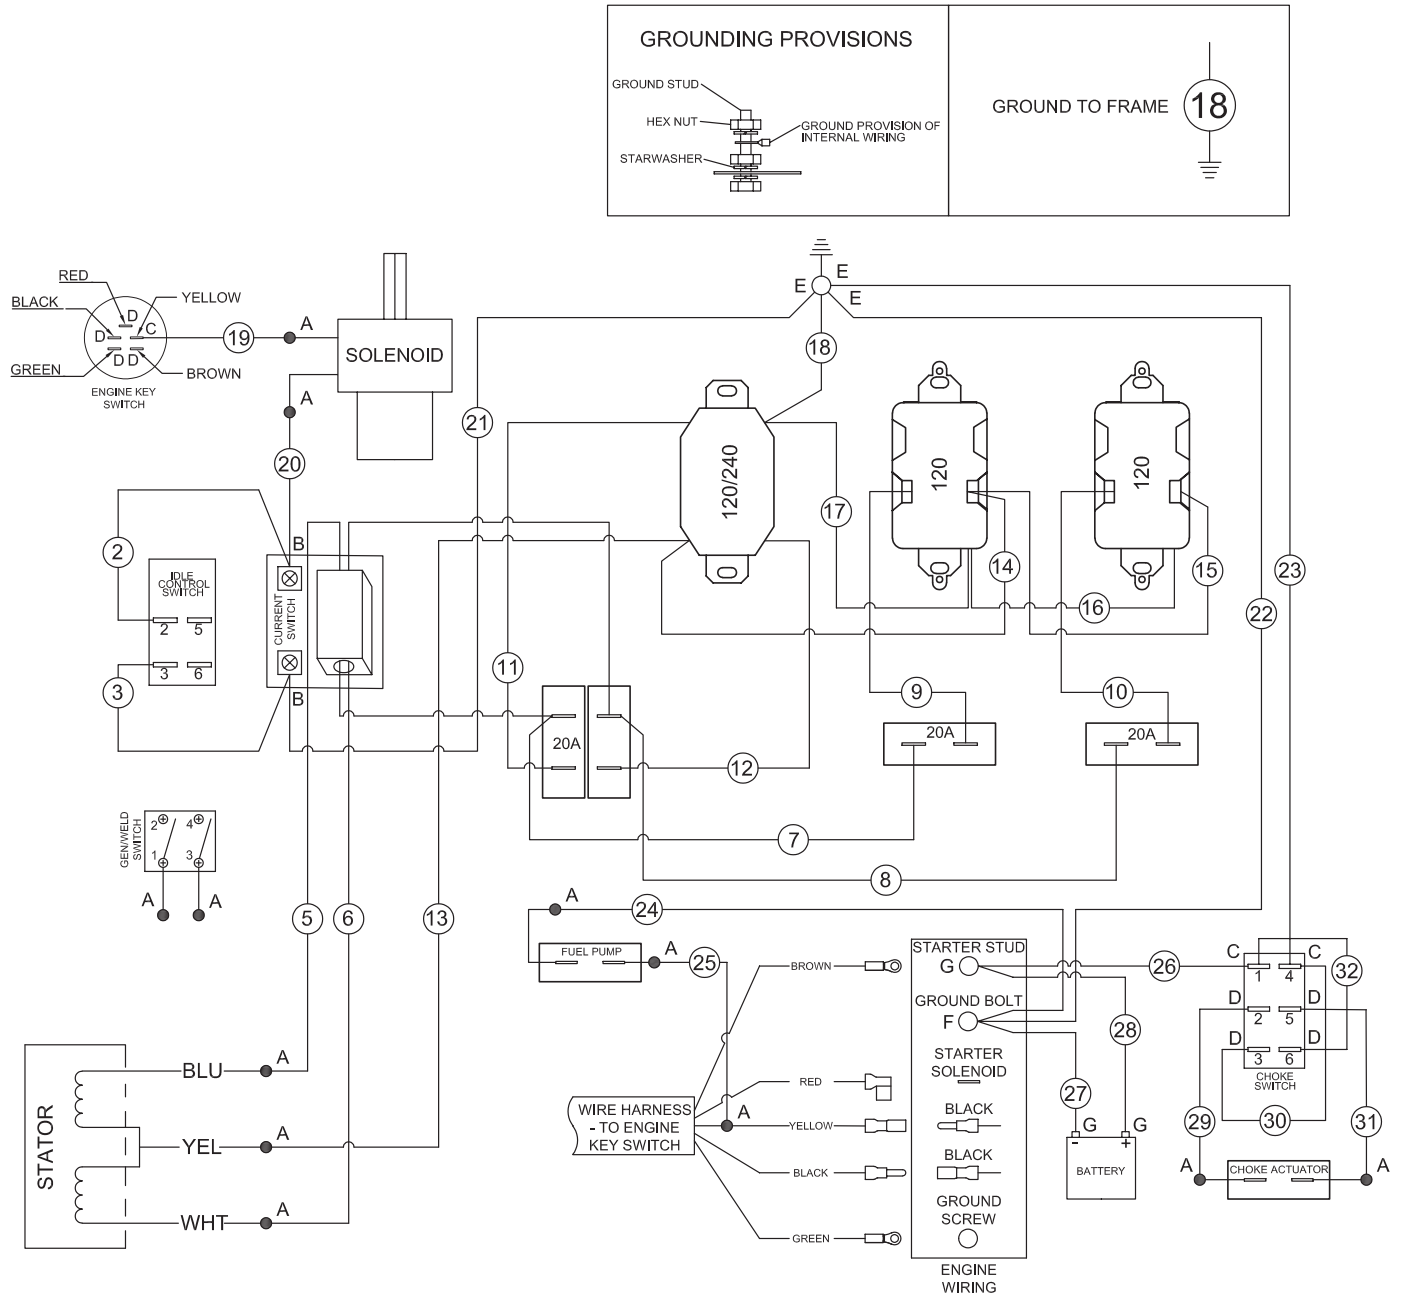 GROUNDING PROVISIONS
GROUND STUD
HEX NUT
GROUND PROVISION OF
INTERNAL WIRING
STARWASHER
GROUND TO FRAME
18
RED
BLACK
YELLOW
D
D
C
D D
GREEN
BROWN
ENGINE KEY
SWITCH
19
A
SOLENOID
A
20
21
E
E
E
18
120/240
120
120
17
14
15
16
23
22
2
3
IDLE
CONTROL
SWITCH
2
5
3
6
B
CURRENT
SWITCH
B
11
20A
12
9
20A
10
20A
7
8
GEN/WELD
SWITCH
2
4
1
3
A
A
5
6
13
A
24
FUEL PUMP
A
25
BROWN
RED
YELLOW
BLACK
GREEN
A
WIRE HARNESS
- TO ENGINE
KEY SWITCH
STARTER STUD
G
GROUND BOLT
F
STARTER
SOLENOID
BLACK
BLACK
GROUND
SCREW
ENGINE
WIRING
26
28
27
G
G
-
+
BATTERY
C
C
32
1
4
D
D
2
5
D
D
3
6
CHOKE
SWITCH
29
30
31
A
A
CHOKE ACTUATOR
STATOR
BLU
A
YEL
A
WHT
A